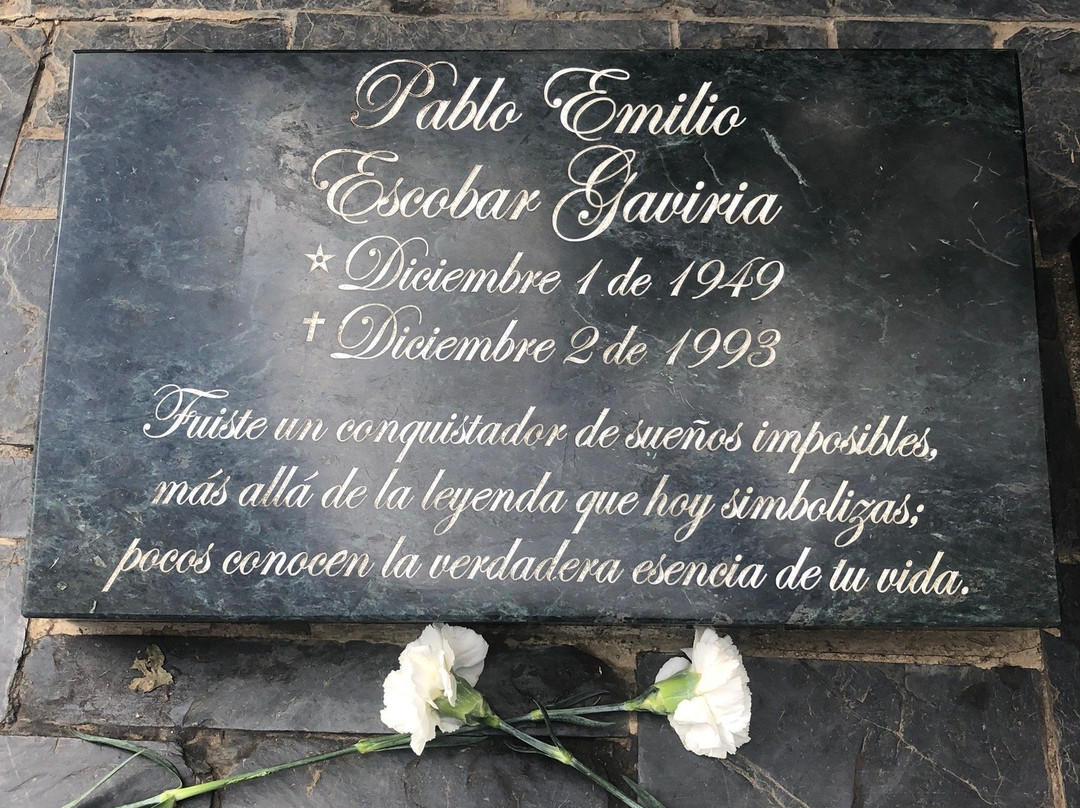 Pablo Emilio
Escobar Gaviria
Diciembre 1 de 1949
Diciembre 2 de 1993
Fuiste un conquistador de sueños imposibles,
más allá de la leyenda que hoy simbolizas;
pocos conocen la verdadera esencia de tu vida.